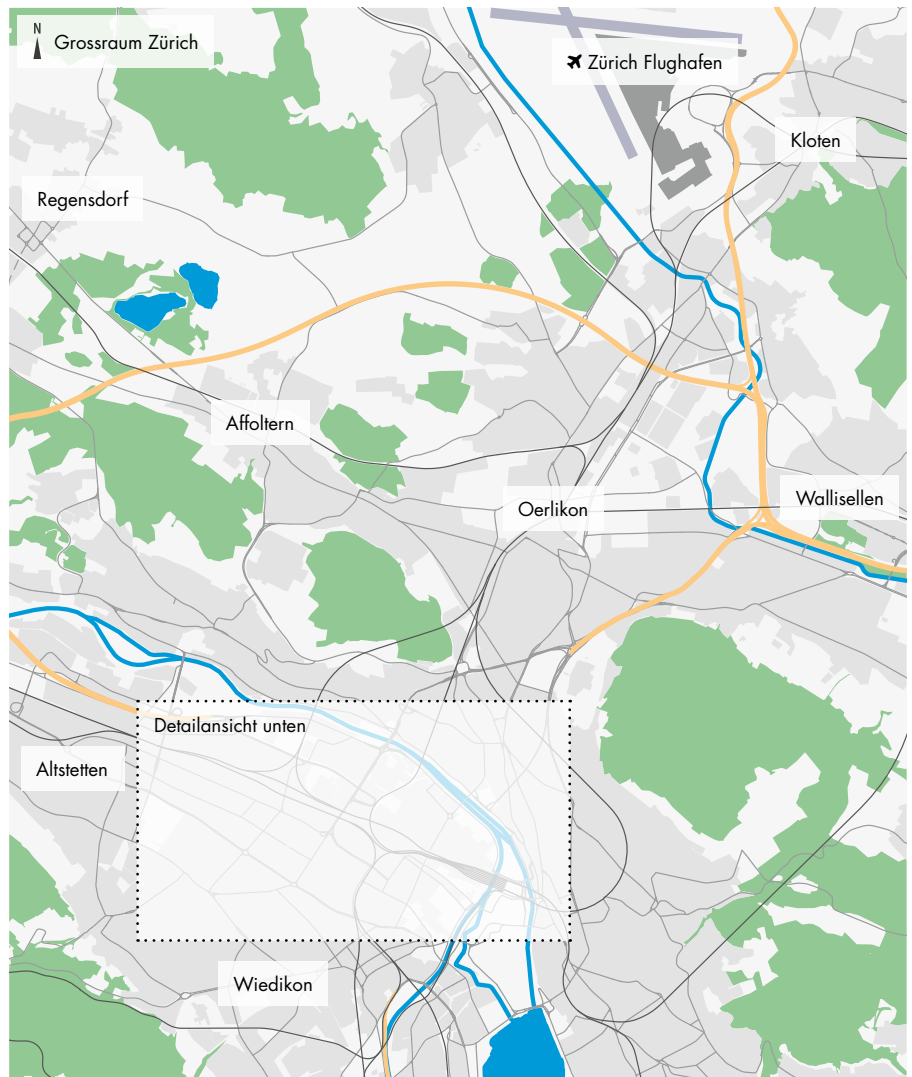 N
Grossraum Zürich
Zürich Flughafen
Kloten
Regensdorf
Affoltern
Oerlikon
Wallisellen
Detailansicht unten
Altstetten
Wiedikon